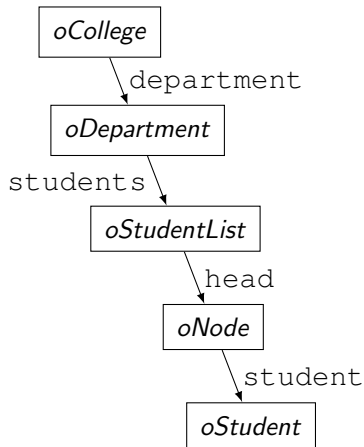 oCollege
department
oDepartment
students
oStudentList
head
oNode
student
oStudent